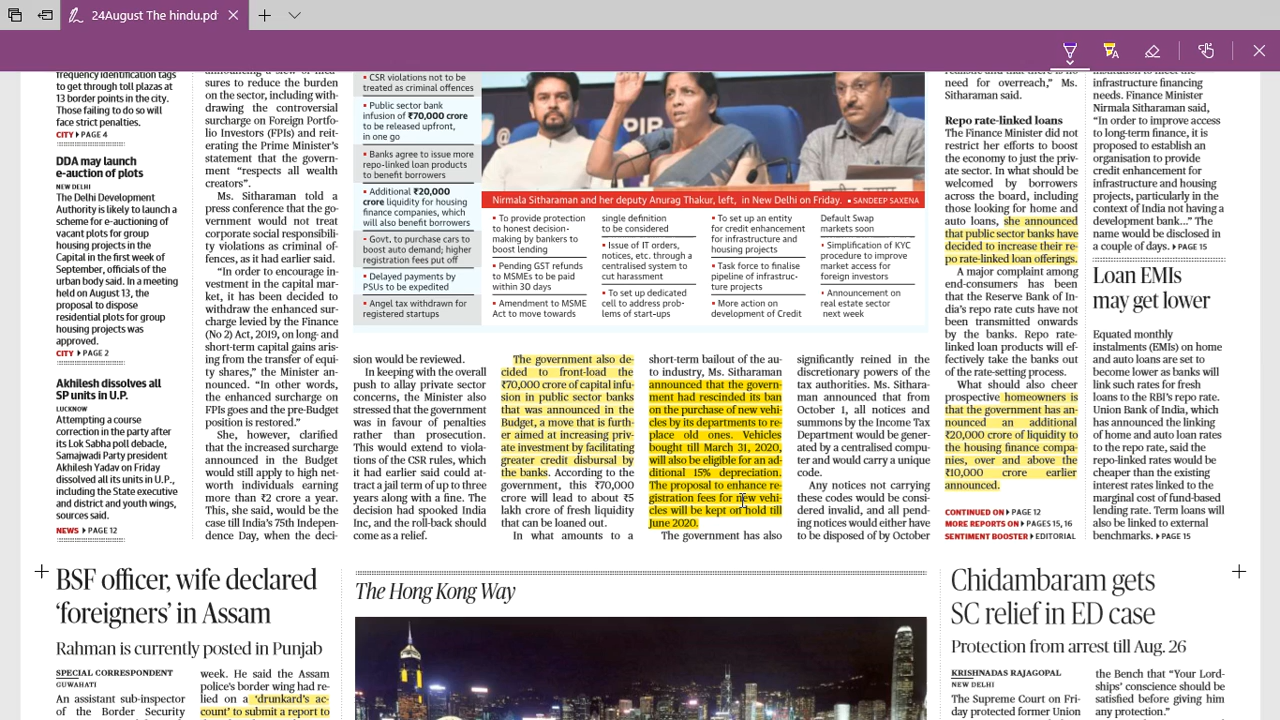 24August The hindu.pd
frequency identification tags
to get through toll plazas at
13 border points in the city.
Those failing to do so will
face strict penalties.
CITY ▸ PAGE 4
DDA may launch
e-auction of plots
NEW DELHI
The Delhi Development
Authority is likely to launch a
scheme for e-auctioning of
vacant plots for group
housing projects in the
Capital in the first week of
September, officials of the
urban body said. In a meeting
held on August 13, the
proposal to dispose
residential plots for group
housing projects was
approved.
CITY ▸ PAGE 2
Akhilesh dissolves all
SP units in U.P.
LUCKNOW
Attempting a course
correction in the party after
its Lok Sabha poll debacle,
Samajwadi Party president
Akhilesh Yadav on Friday
dissolved all its units in U.P.,
including the State executive
and district and youth wings,
sources said.
NEWS ▸ PAGE 12
sures to reduce the burden
on the sector, including with-
drawing the controversial
surcharge on Foreign Portfo-
lio Investors (FPIs) and reit-
erating the Prime Minister's
statement that the govern-
ment “respects all wealth
creators”.
Ms. Sitharaman told a
press conference that the go-
vernment would not treat
corporate social responsibili-
ty violations as criminal of-
fences, as it had earlier said.
“In order to encourage in-
vestment in the capital mar-
ket, it has been decided to
withdraw the enhanced sur-
charge levied by the Finance
(No 2) Act, 2019, on long- and
short-term capital gains aris-
ing from the transfer of equi-
ty shares,” the Minister an-
nounced. “In other words,
the enhanced surcharge on
FPIs goes and the pre-Budget
position is restored.”
She, however, clarified
that the increased surcharge
announced in the Budget
would still apply to high net-
worth individuals earning
more than ₹2 crore a year.
This, she said, would be the
case till India's 75th Indepen-
dence Day, when the deci-
▪ CSR violations not to be
treated as criminal offences
▪ Public sector bank
infusion of ₹70,000 crore
to be released upfront,
in one go
▪ Banks agree to issue more
repo-linked loan products
to benefit borrowers
▪ Additional ₹20,000
crore liquidity for housing
finance companies, which
will also benefit borrowers
▪ Govt. to purchase cars to
boost auto demand; higher
registration fees put off
▪ Delayed payments by
PSUs to be expedited
▪ Angel tax withdrawn for
registered startups
PIB
Nirmala Sitharaman and her deputy Anurag Thakur, left, in New Delhi on Friday. ▪ SANDEEP SAXENA
▪ To provide protection
to honest decision-
making by bankers to
boost lending
▪ Pending GST refunds
to MSMEs to be paid
within 30 days
▪ Amendment to MSME
Act to move towards
single definition
to be considered
▪ Issue of IT orders,
notices, etc. through a
centralised system to
cut harassment
▪ To set up dedicated
cell to address prob-
lems of start-ups
▪ To set up an entity
for credit enhancement
for infrastructure and
housing projects
▪ Task force to finalise
pipeline of infrastruc-
ture projects
▪ More action on
development of Credit
Default Swap
markets soon
▪ Simplification of KYC
procedure to improve
market access for
foreign investors
▪ Announcement on
real estate sector
next week
sion would be reviewed.
In keeping with the overall
push to allay private sector
concerns, the Minister also
stressed that the government
was in favour of penalties
rather than prosecution.
This would extend to viola-
tions of the CSR rules, which
it had earlier said could at-
tract a jail term of up to three
years along with a fine. The
decision had spooked India
Inc, and the roll-back should
come as a relief.
The government also de-
cided to front-load the
₹70,000 crore of capital infu-
sion in public sector banks
that was announced in the
Budget, a move that is furth-
er aimed at increasing priv-
ate investment by facilitating
greater credit disbursal by
the banks. According to the
government, this ₹70,000
crore will lead to about ₹5
lakh crore of fresh liquidity
that can be loaned out.
In what amounts to a
short-term bailout of the au-
to industry, Ms. Sitharaman
announced that the govern-
ment had rescinded its ban
on the purchase of new vehi-
cles by its departments to re-
place old ones. Vehicles
bought till March 31, 2020,
will also be eligible for an ad-
ditional 15% depreciation.
The proposal to enhance re-
gistration fees for new vehi-
cles will be kept on hold till
June 2020.
The government has also
significantly reined in the
discretionary powers of the
tax authorities. Ms. Sithara-
man announced that from
October 1, all notices and
summons by the Income Tax
Department would be gener-
ated by a centralised compu-
ter and would carry a unique
code.
Any notices not carrying
these codes would be consi-
dered invalid, and all pend-
ing notices would either have
to be disposed of by October
need for overreach,” Ms.
Sitharaman said.
Repo rate-linked loans
The Finance Minister did not
restrict her efforts to boost
the economy to just the priv-
ate sector. In what should be
welcomed by borrowers
across the board, including
those looking for home and
auto loans, she announced
that public sector banks have
decided to increase their re-
po rate-linked loan offerings.
A major complaint among
end-consumers has been
that the Reserve Bank of In-
dia's repo rate cuts have not
been transmitted onwards
by the banks. Repo rate-
linked loan products will ef-
fectively take the banks out
of the rate-setting process.
What should also cheer
prospective homeowners is
that the government has an-
nounced an additional
₹20,000 crore of liquidity to
the housing finance compa-
nies, over and above the
₹10,000 crore earlier
announced.
CONTINUED ON ▸ PAGE 12
MORE REPORTS ON ▸ PAGES 15, 16
SENTIMENT BOOSTER ▸ EDITORIAL
infrastructure financing
needs. Finance Minister
Nirmala Sitharaman said,
“In order to improve access
to long-term finance, it is
proposed to establish an
organisation to provide
credit enhancement for
infrastructure and housing
projects, particularly in the
context of India not having a
development bank...” The
name would be disclosed in
a couple of days. ▸ PAGE 15
Loan EMIs
may get lower
Equated monthly
instalments (EMIs) on home
and auto loans are set to
become lower as banks will
link such rates for fresh
loans to the RBI's repo rate.
Union Bank of India, which
has announced the linking
of home and auto loan rates
to the repo rate, said the
repo-linked rates would be
cheaper than the existing
interest rates linked to the
marginal cost of fund-based
lending rate. Term loans will
also be linked to external
benchmarks. ▸ PAGE 15
BSF officer, wife declared
‘foreigners’ in Assam
Rahman is currently posted in Punjab
SPECIAL CORRESPONDENT
GUWAHATI
An assistant sub-inspector
of the Border Security
week. He said the Assam
police's border wing had re-
lied on a ‘drunkard's ac-
count’ to submit a report to
The Hong Kong Way
Chidambaram gets
SC relief in ED case
Protection from arrest till Aug. 26
KRISHNADAS RAJAGOPAL
NEW DELHI
The Supreme Court on Fri-
day protected former Union
the Bench that “Your Lord-
ships' conscience should be
satisfied before giving him
any protection.”